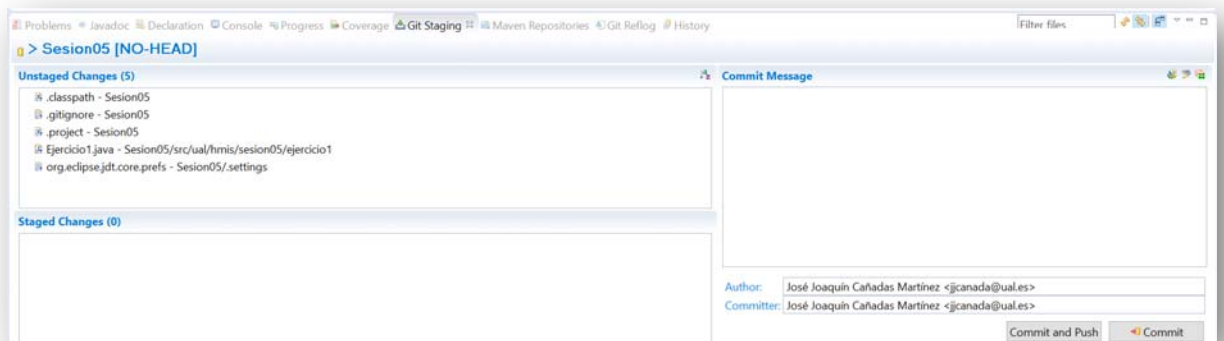 Problems Javadoc Declaration Console Progress Coverage Git Staging Maven Repositories Git Reflog History Filter files
> Sesion05 [NO-HEAD]
Unstaged Changes (5)
.classpath - Sesion05
.gitignore - Sesion05
.project - Sesion05
Ejercicio1.java - Sesion05/src/ual/hmis/sesion05/ejercicio1
org.eclipse.jdt.core.prefs - Sesion05/.settings
Staged Changes (0)
Commit Message
Author: José Joaquín Cañadas Martínez <jjcanada@ual.es>
Committer: José Joaquín Cañadas Martínez <jjcanada@ual.es>
Commit and Push Commit